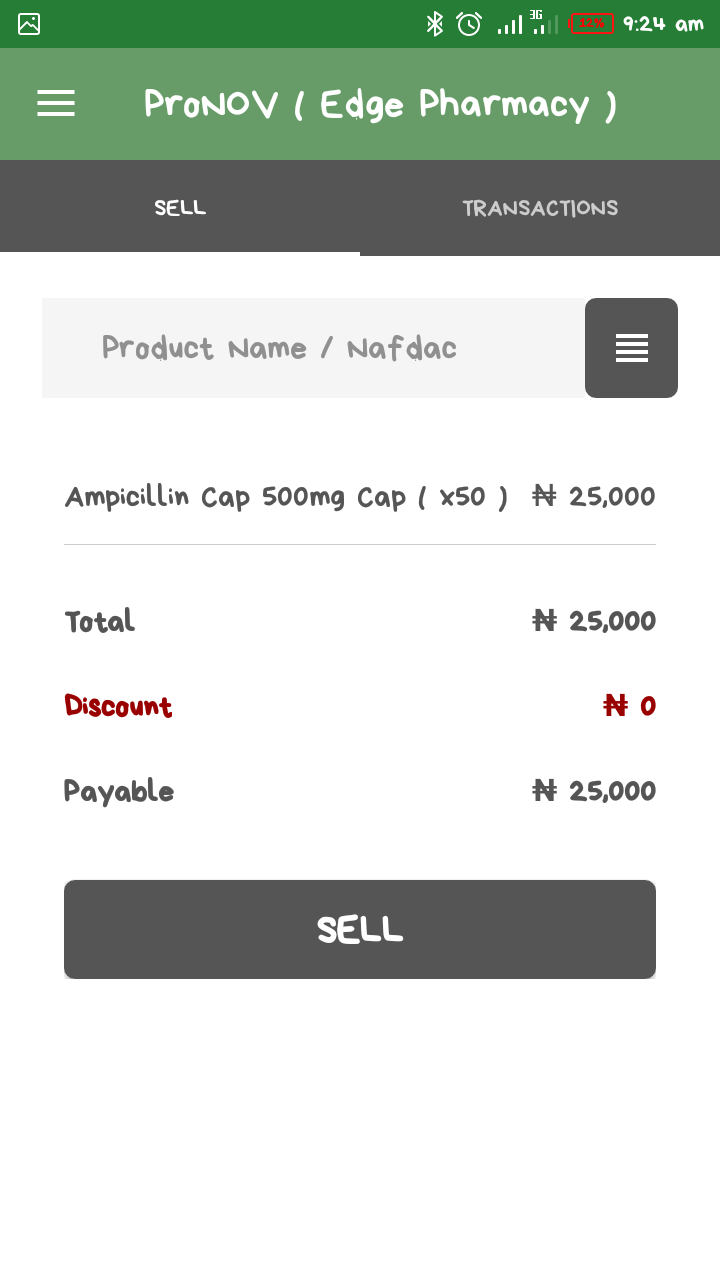 3G 12% 9:24 am
ProNOV ( Edge Pharmacy )
SELL TRANSACTIONS
Product Name / Nafdac
Ampicillin Cap 500mg Cap ( x50 ) ₦ 25,000
Total ₦ 25,000
Discount ₦ 0
Payable ₦ 25,000
SELL